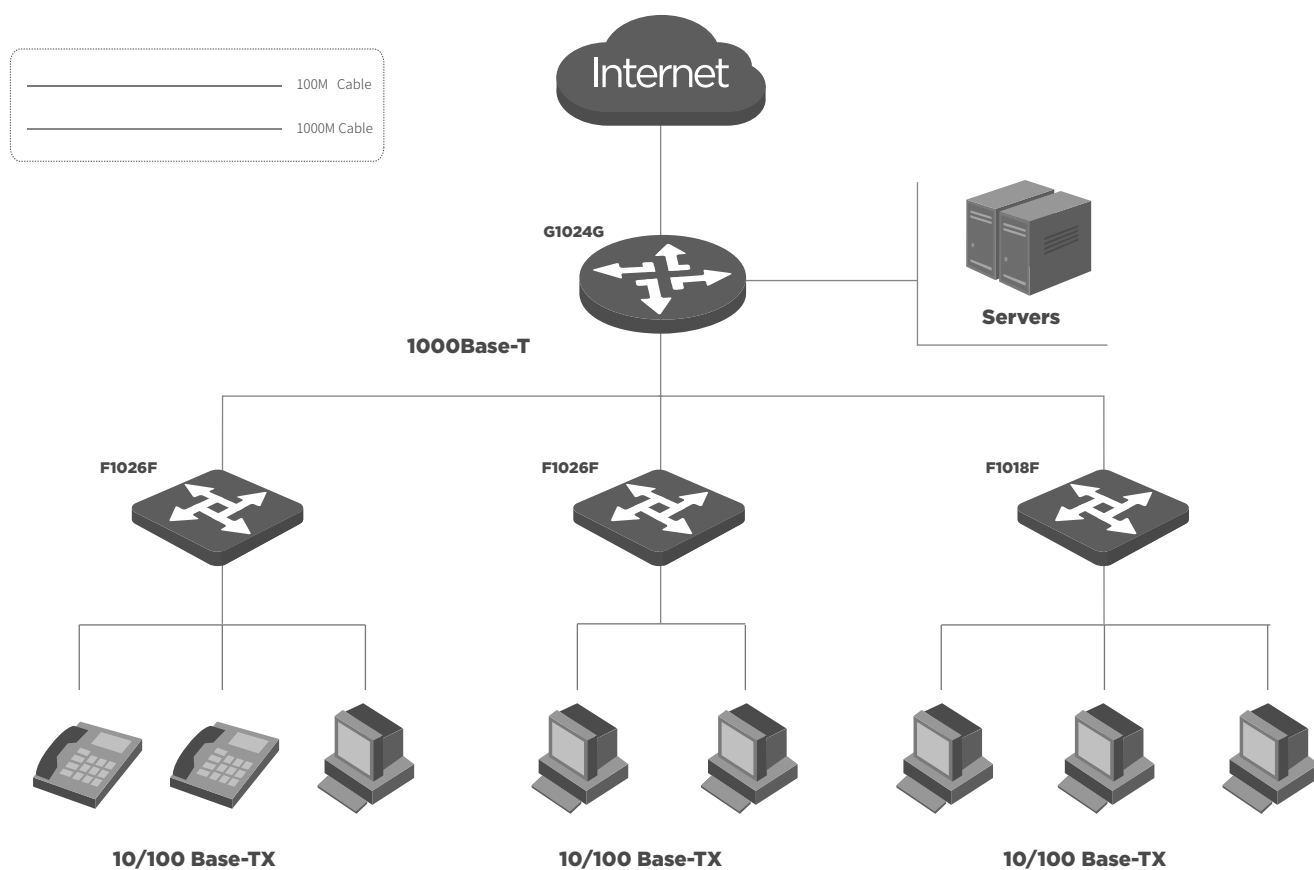 Internet
100M Cable
1000M Cable
G1024G
Servers
1000Base-T
F1026F
F1026F
F1018F
10/100 Base-TX
10/100 Base-TX
10/100 Base-TX